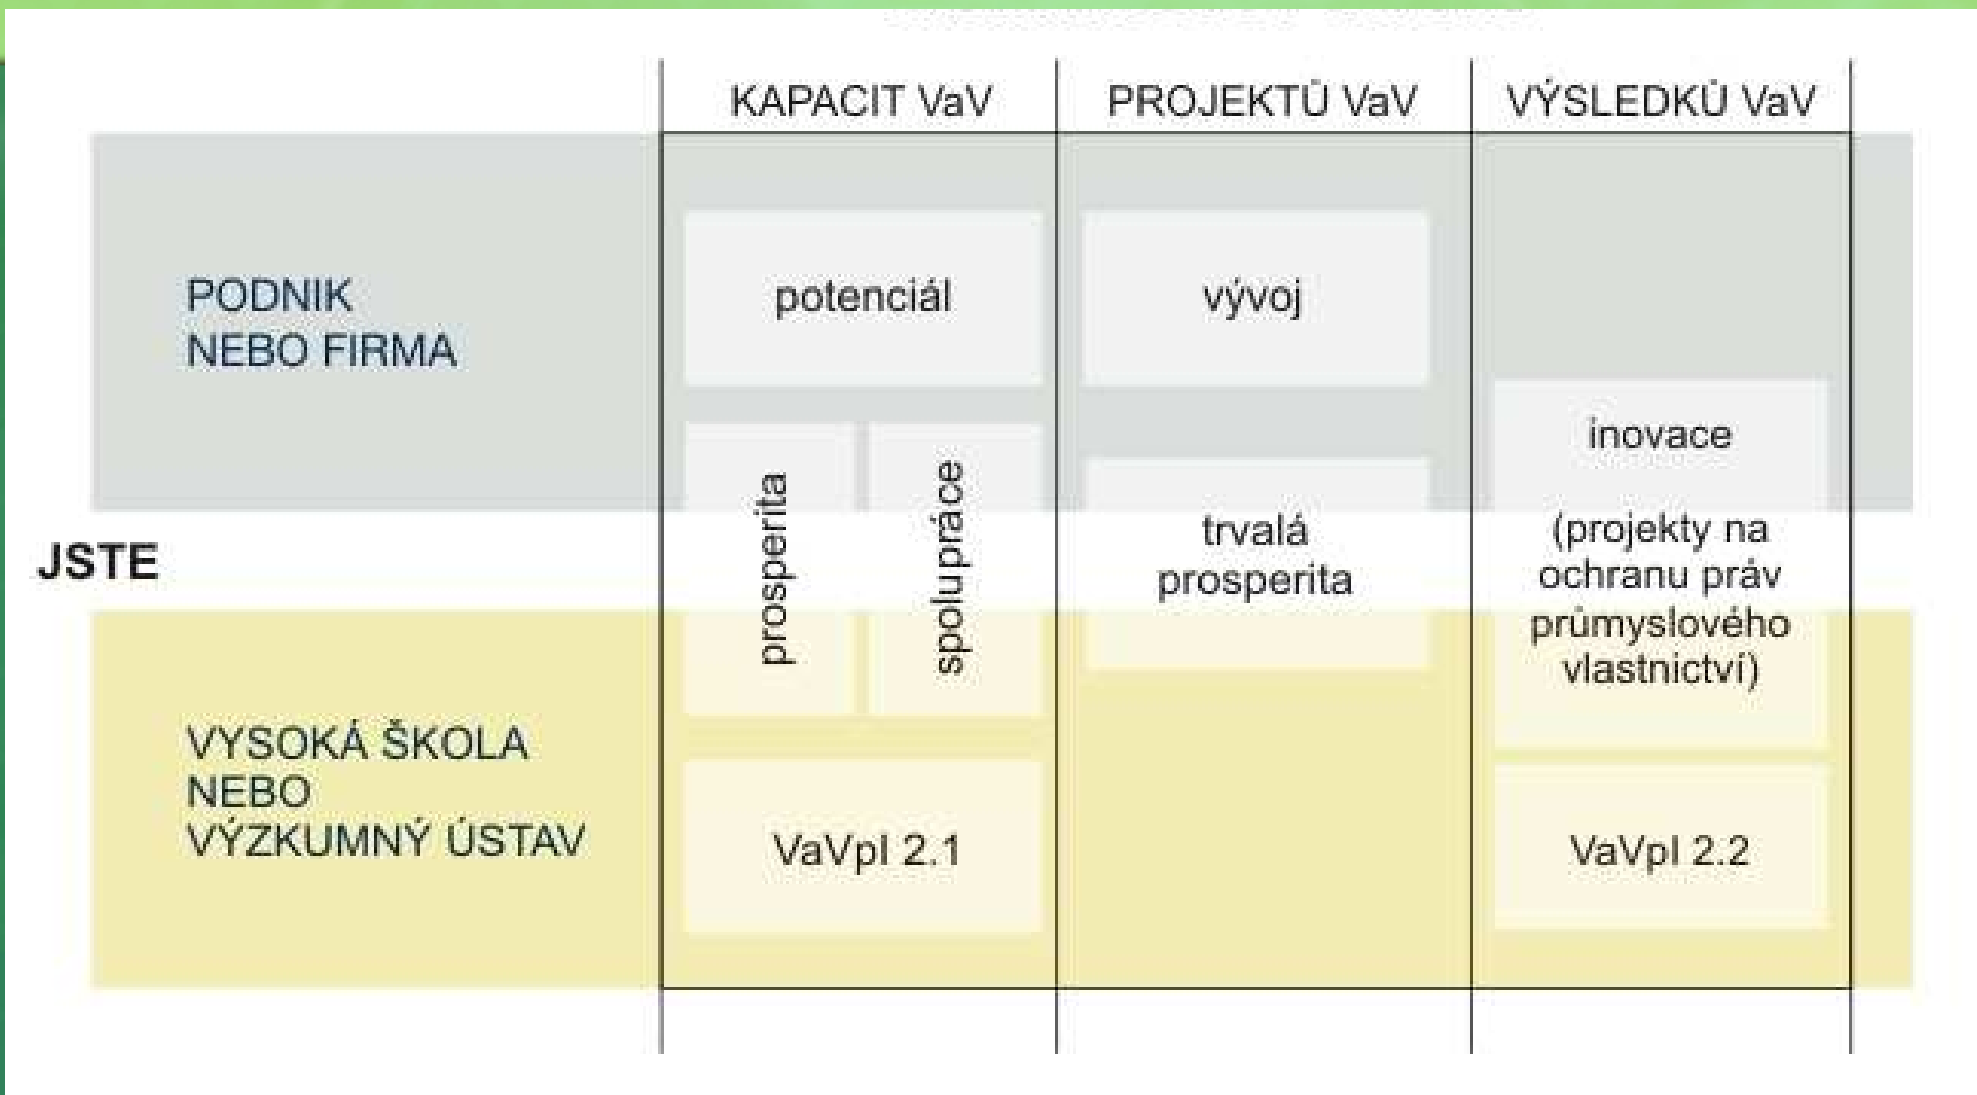 KAPACIT VaV
PROJEKTŮ VaV
VÝSLEDKŮ VaV
PODNIK
NEBO FIRMA
potenciál
vývoj
inovace
(projekty na
ochranu práv
průmyslového
vlastnictví)
prosperita
spolupráce
trvalá
prosperita
JSTE
VYSOKÁ ŠKOLA
NEBO
VÝZKUMNÝ ÚSTAV
VaVpI 2.1
VaVpI 2.2